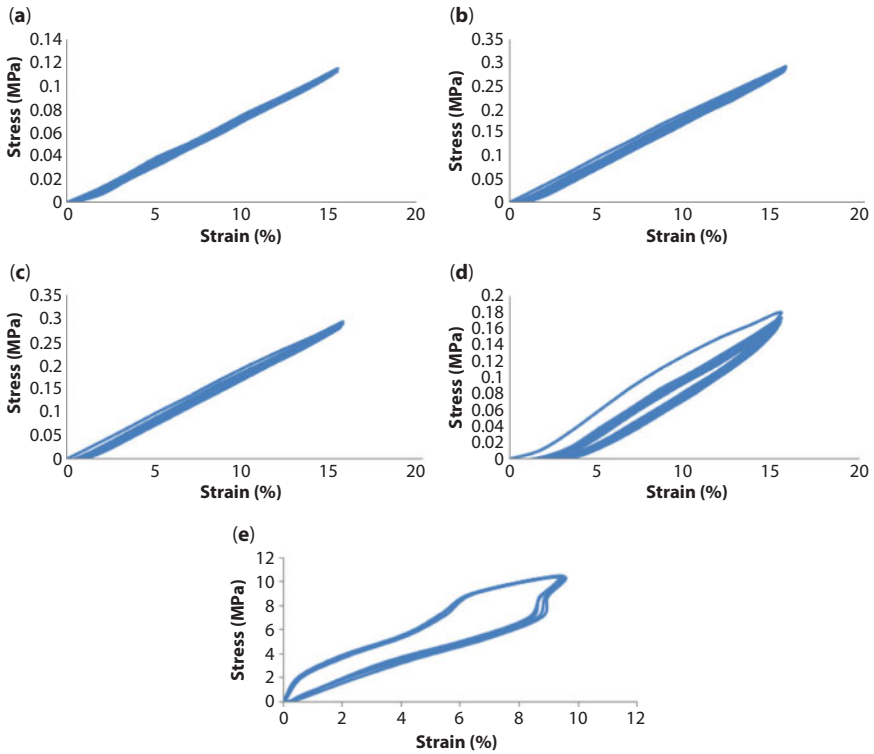 (a)
0.14
0.12
0.1
0.08
0.06
0.04
0.02
0
Stress (MPa)
0 5 10 15 20
Strain (%)
(b)
0.35
0.3
0.25
0.2
0.15
0.1
0.05
0
Stress (MPa)
0 5 10 15 20
Strain (%)
(c)
0.35
0.3
0.25
0.2
0.15
0.1
0.05
0
Stress (MPa)
0 5 10 15 20
Strain (%)
(d)
0.2
0.18
0.16
0.14
0.12
0.1
0.08
0.06
0.04
0.02
0
Stress (MPa)
0 5 10 15 20
Strain (%)
(e)
12
10
8
6
4
2
0
Stress (MPa)
0 2 4 6 8 10 12
Strain (%)